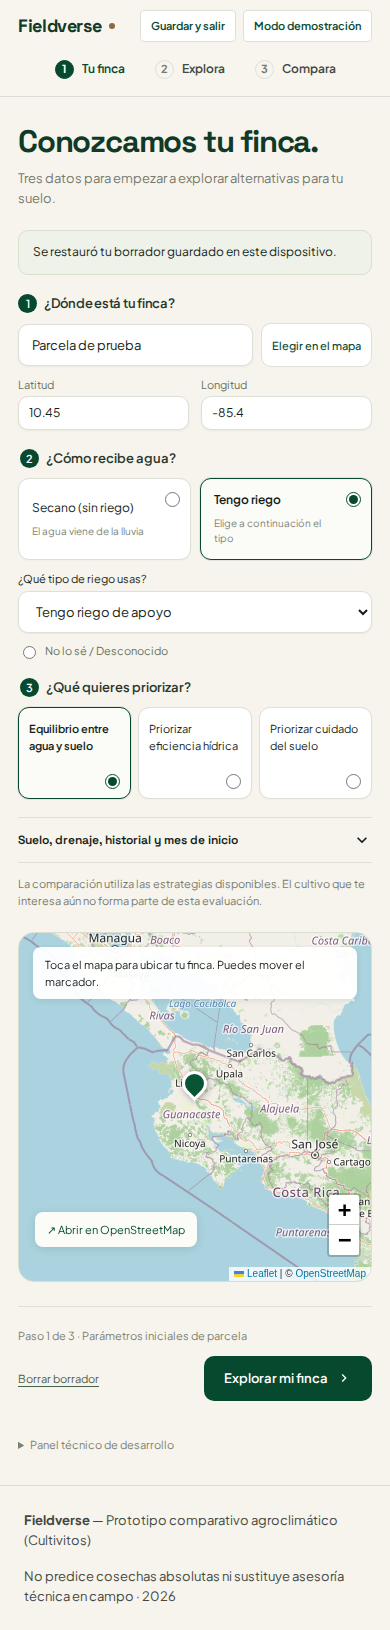 Fieldverse
Guardar y salir
Modo demostración
1 Tu finca
2 Explora
3 Compara
Conozcamos tu finca.
Tres datos para empezar a explorar alternativas para tu
suelo.
Se restauró tu borrador guardado en este dispositivo.
1 ¿Dónde está tu finca?
Parcela de prueba
Elegir en el mapa
Latitud
Longitud
10.45
-85.4
2 ¿Cómo recibe agua?
Secano (sin riego)
El agua viene de la lluvia
Tengo riego
Elige a continuación el
tipo
¿Qué tipo de riego usas?
Tengo riego de apoyo
No lo sé / Desconocido
3 ¿Qué quieres priorizar?
Equilibrio entre
agua y suelo
Priorizar
eficiencia hídrica
Priorizar cuidado
del suelo
Suelo, drenaje, historial y mes de inicio
La comparación utiliza las estrategias disponibles. El cultivo que te
interesa aún no forma parte de esta evaluación.
Managua
Boaco
Costa Carib
Toca el mapa para ubicar tu finca. Puedes mover el
marcador.
Lago Cocibolca
Rivas
Río San Juan
San Carlos
Upala
Li
Guanacaste
Alajuela
Nicoya
Puntarenas
San José
Cartago
Costa Rica
Puntarenas
+
−
↗ Abrir en OpenStreetMap
Leaflet | © OpenStreetMap
Paso 1 de 3 · Parámetros iniciales de parcela
Borrar borrador
Explorar mi finca
Panel técnico de desarrollo
Fieldverse — Prototipo comparativo agroclimático
(Cultivitos)
No predice cosechas absolutas ni sustituye asesoría
técnica en campo · 2026